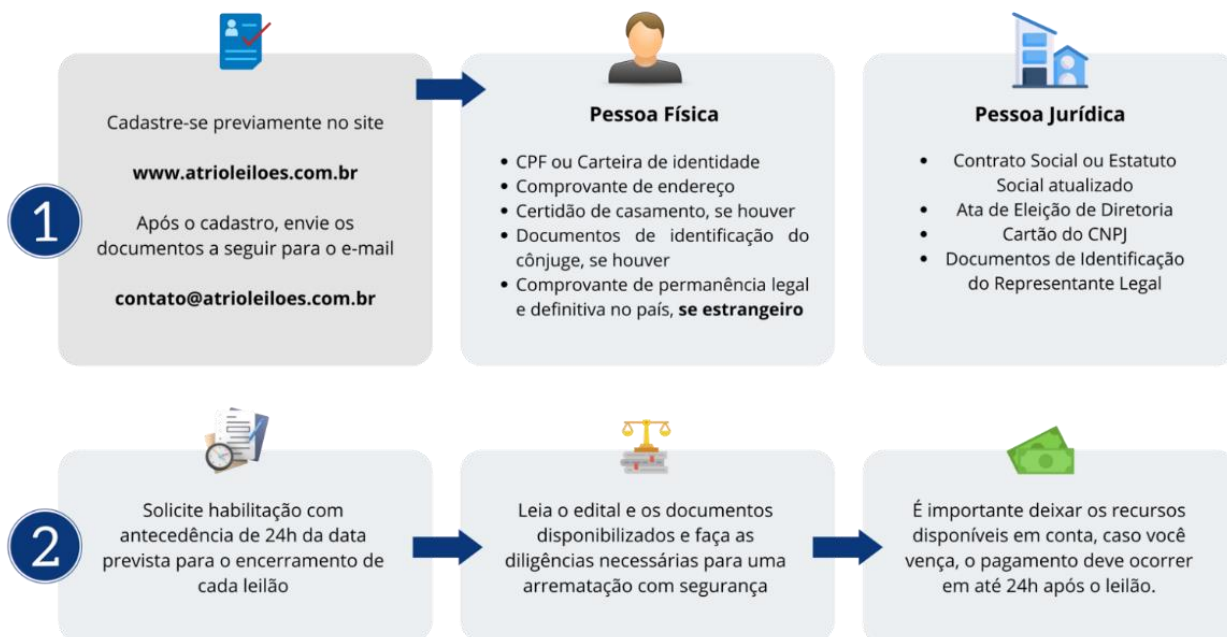 1
Cadastre-se previamente no site
www.atrioleiloes.com.br
Após o cadastro, envie os
documentos a seguir para o e-mail
contato@atrioleiloes.com.br
Pessoa Física
• CPF ou Carteira de identidade
• Comprovante de endereço
• Certidão de casamento, se houver
• Documentos de identificação do
cônjuge, se houver
• Comprovante de permanência legal
e definitiva no país, se estrangeiro
Pessoa Jurídica
• Contrato Social ou Estatuto
Social atualizado
• Ata de Eleição de Diretoria
• Cartão do CNPJ
• Documentos de Identificação
do Representante Legal
2
Solicite habilitação com
antecedência de 24h da data
prevista para o encerramento de
cada leilão
Leia o edital e os documentos
disponibilizados e faça as
diligências necessárias para uma
arrematação com segurança
É importante deixar os recursos
disponíveis em conta, caso você
vença, o pagamento deve ocorrer
em até 24h após o leilão.